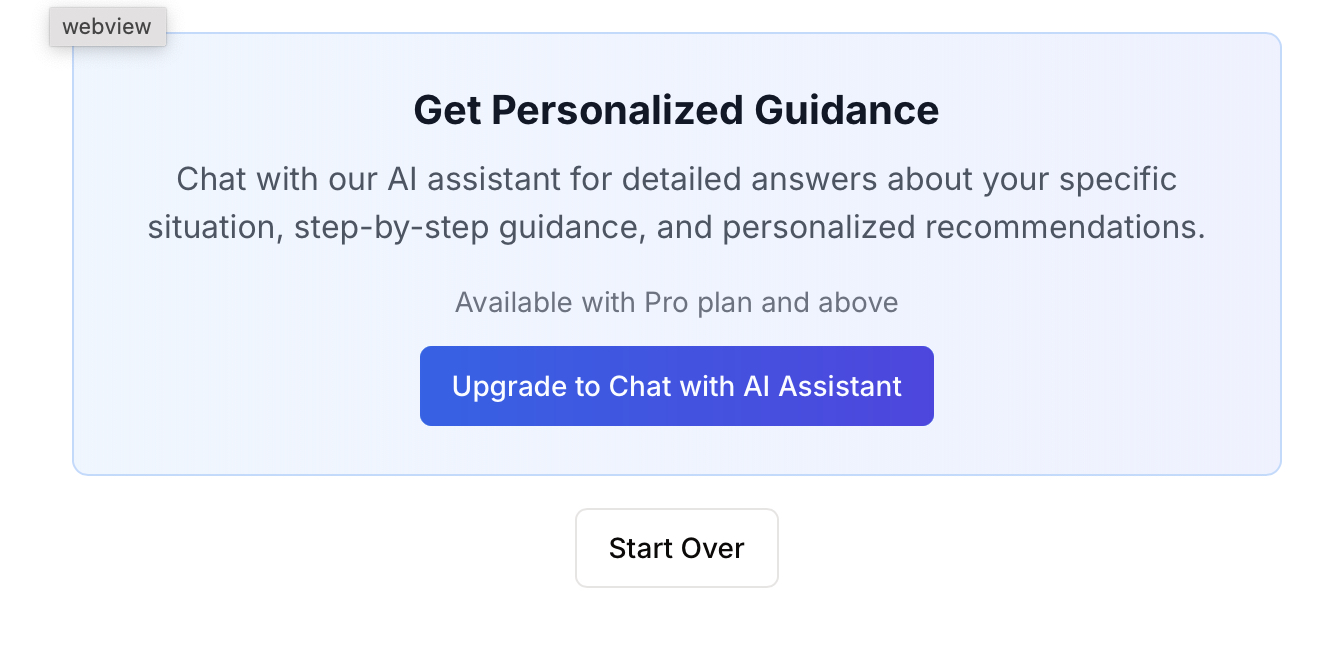 webview
Get Personalized Guidance
Chat with our AI assistant for detailed answers about your specific
situation, step-by-step guidance, and personalized recommendations.
Available with Pro plan and above
Upgrade to Chat with AI Assistant
Start Over